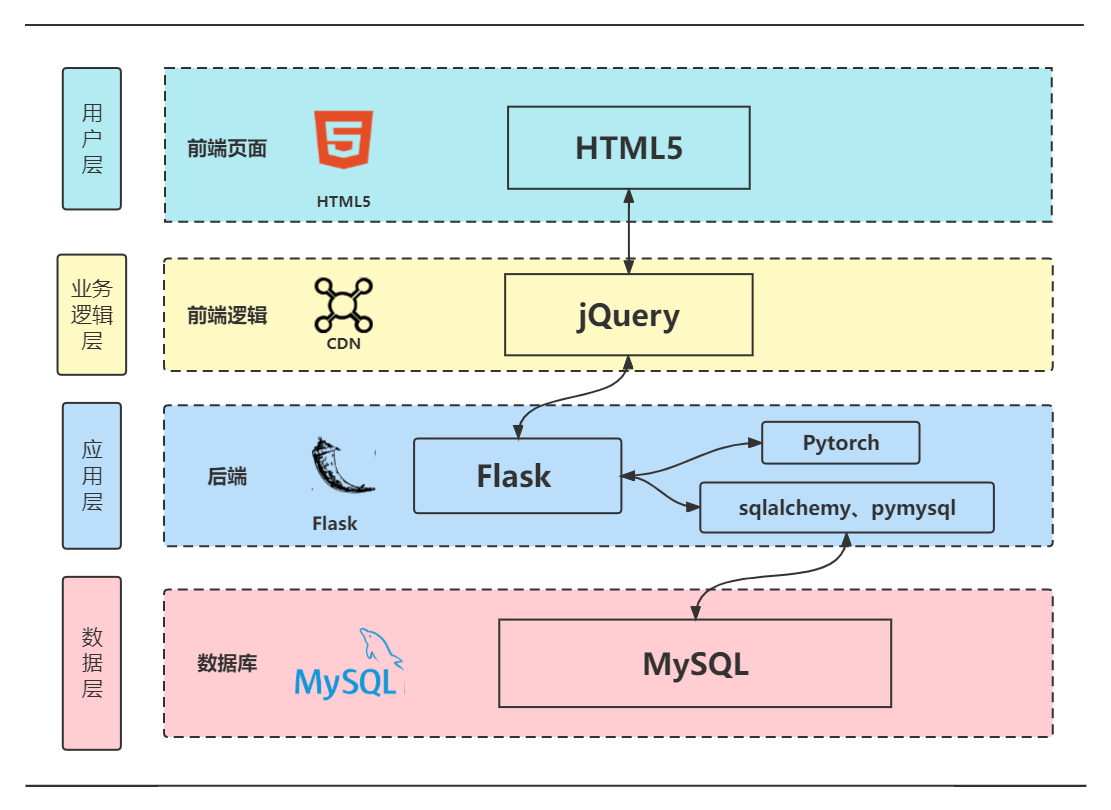 用
户
层
前端页面
HTML5
HTML5
业务
逻辑
层
前端逻辑
CDN
jQuery
应
用
层
后端
Flask
Flask
Pytorch
sqlalchemy、pymysql
数
据
层
数据库
MySQL
MySQL